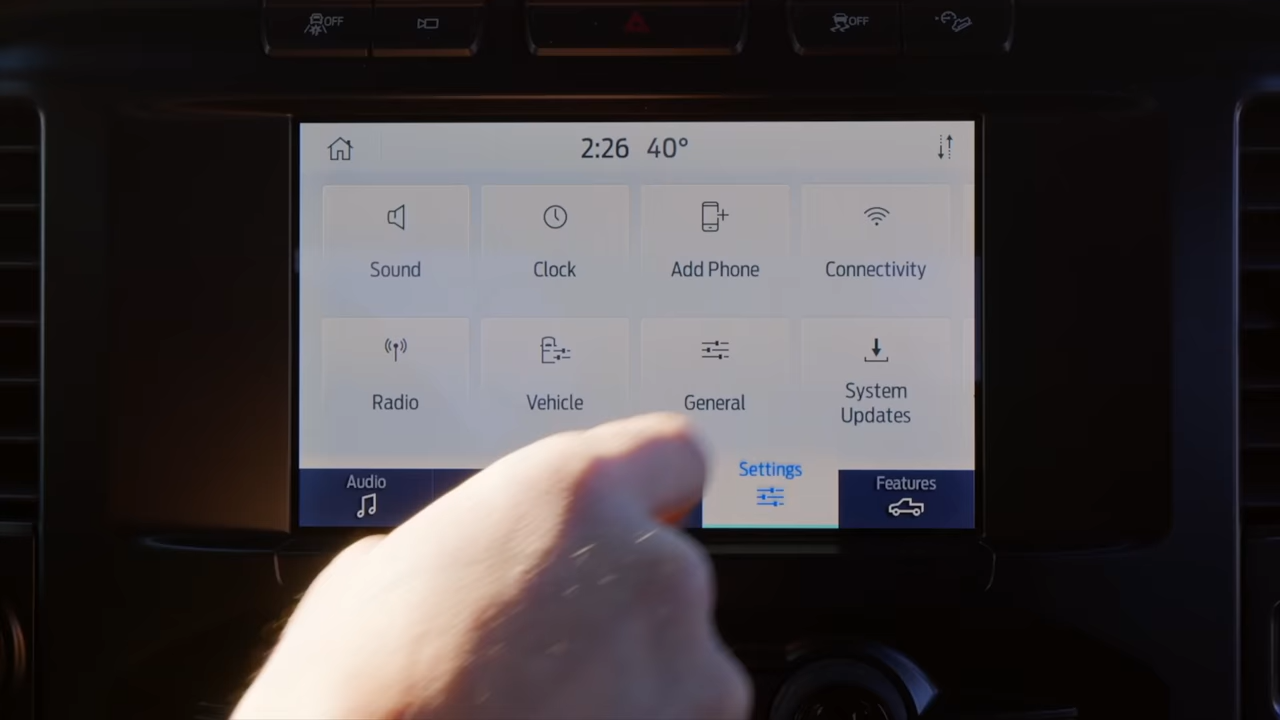 OFF
OFF
2:26 40°
Sound
Clock
Add Phone
Connectivity
Radio
Vehicle
General
System
Updates
Audio
Settings
Features